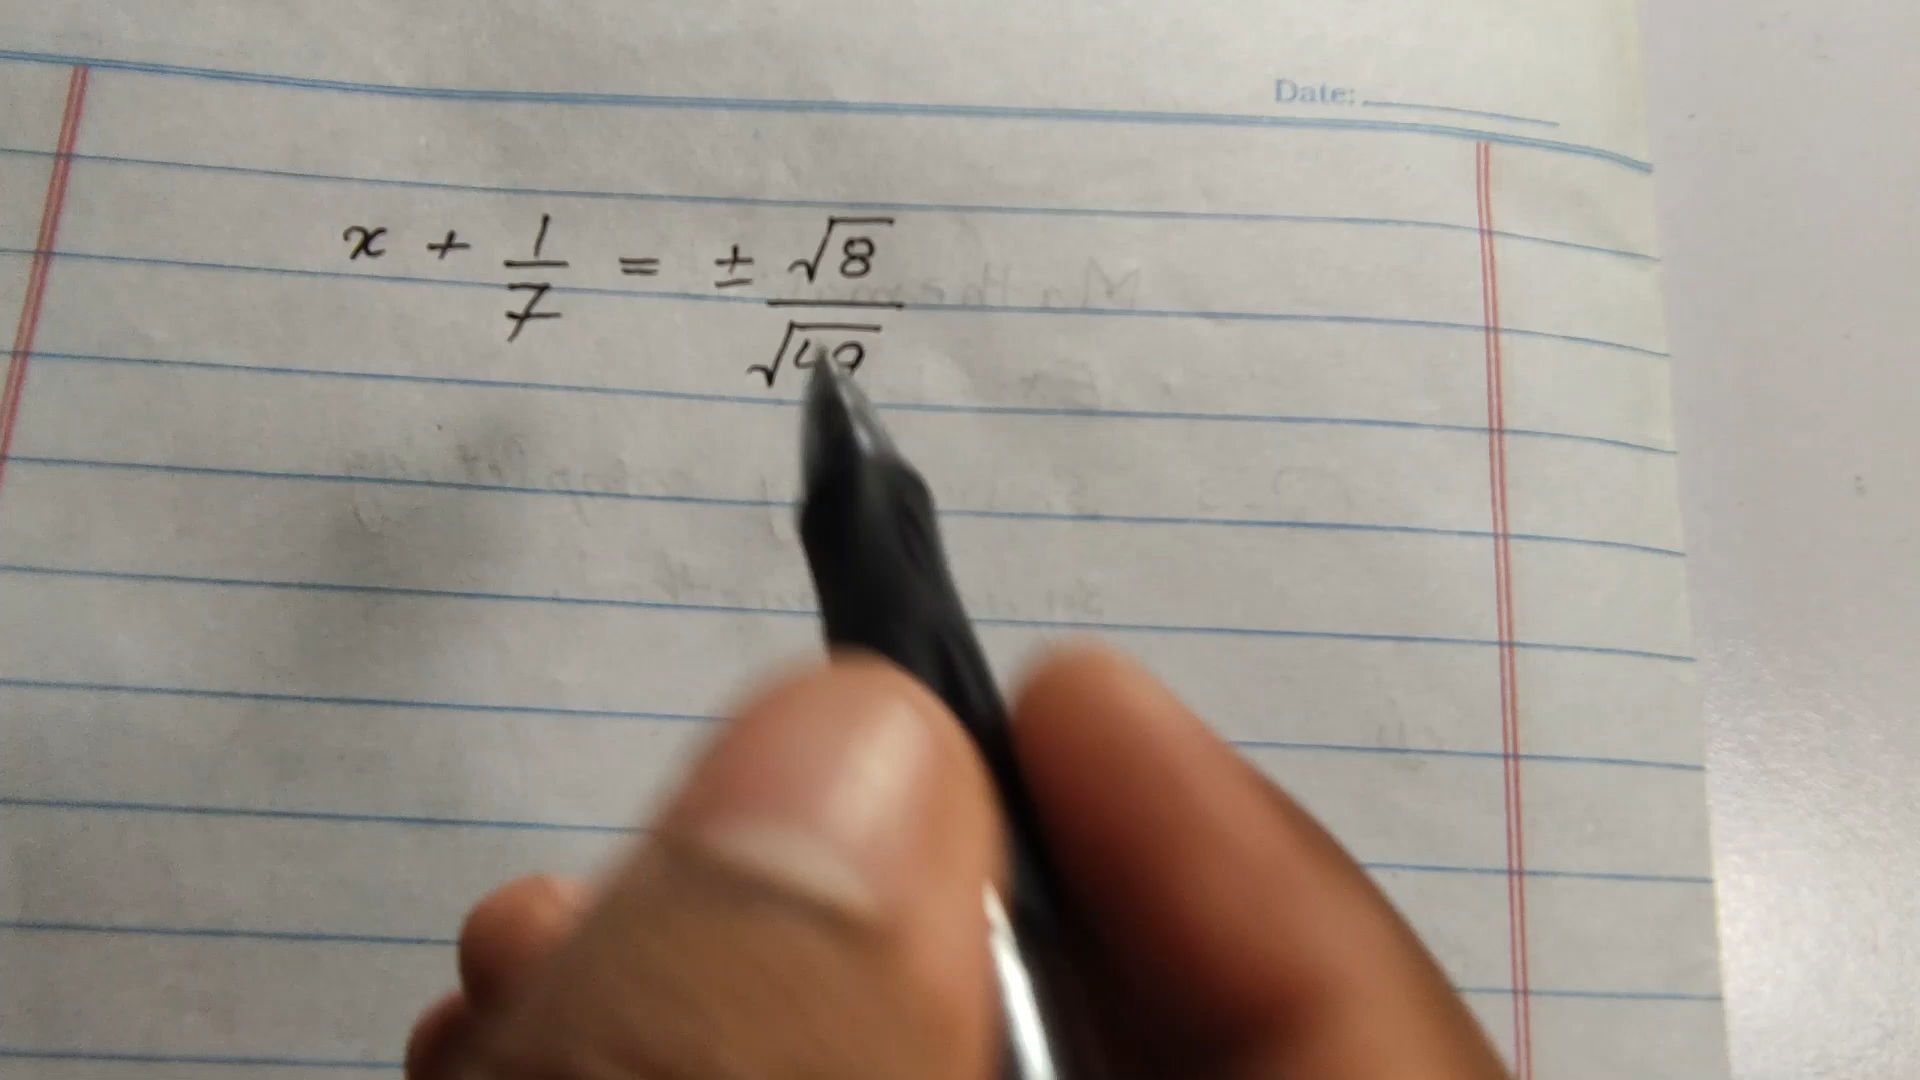 Date:
x + 1/7 = ± √8/√49